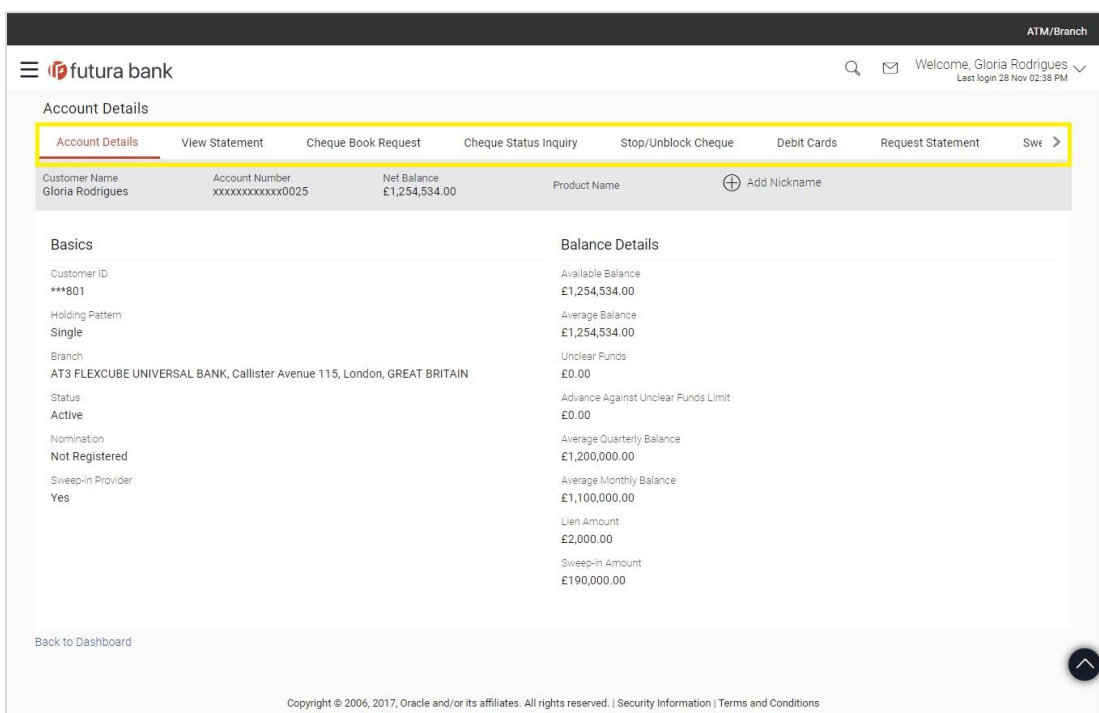 ATM/Branch
futura bank
Welcome, Gloria Rodrigues
Last login 28 Nov 02:38 PM
Account Details
Account Details View Statement Cheque Book Request Cheque Status Inquiry Stop/Unblock Cheque Debit Cards Request Statement Swe
Customer Name Account Number Net Balance Product Name Add Nickname
Gloria Rodrigues xxxxxxxxxxxx0025 £1,254,534.00
Basics
Customer ID
***801
Holding Pattern
Single
Branch
AT3 FLEXCUBE UNIVERSAL BANK, Callister Avenue 115, London, GREAT BRITAIN
Status
Active
Nomination
Not Registered
Sweep-in Provider
Yes
Balance Details
Available Balance
£1,254,534.00
Average Balance
£1,254,534.00
Unclear Funds
£0.00
Advance Against Unclear Funds Limit
£0.00
Average Quarterly Balance
£1,200,000.00
Average Monthly Balance
£1,100,000.00
Lien Amount
£2,000.00
Sweep-in Amount
£190,000.00
Back to Dashboard
Copyright © 2006, 2017, Oracle and/or its affiliates. All rights reserved. | Security Information | Terms and Conditions